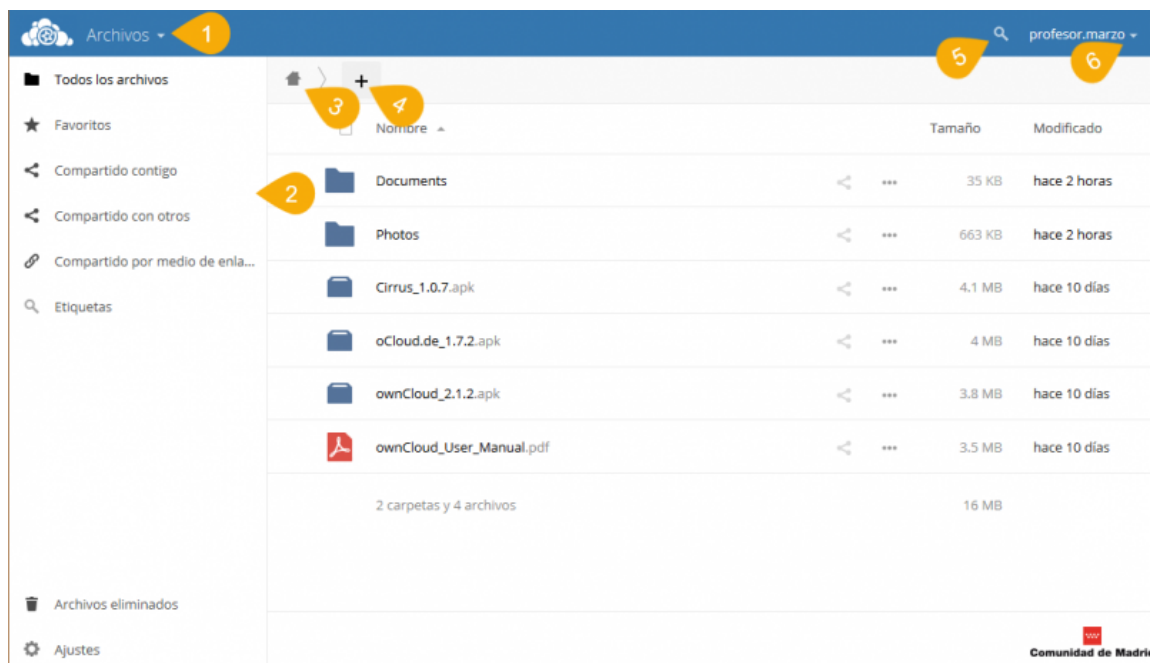 Archivos
1
5
profesor.marzo
6
Todos los archivos
3
+
4
Favoritos
Nombre
Tamaño
Modificado
Compartido contigo
2
Documents
35 KB
hace 2 horas
Compartido con otros
Photos
663 KB
hace 2 horas
Compartido por medio de enla...
Cirrus_1.0.7.apk
4.1 MB
hace 10 días
Etiquetas
oCloud.de_1.7.2.apk
4 MB
hace 10 días
ownCloud_2.1.2.apk
3.8 MB
hace 10 días
ownCloud_User_Manual.pdf
3.5 MB
hace 10 días
2 carpetas y 4 archivos
16 MB
Archivos eliminados
Ajustes
Comunidad de Madrid